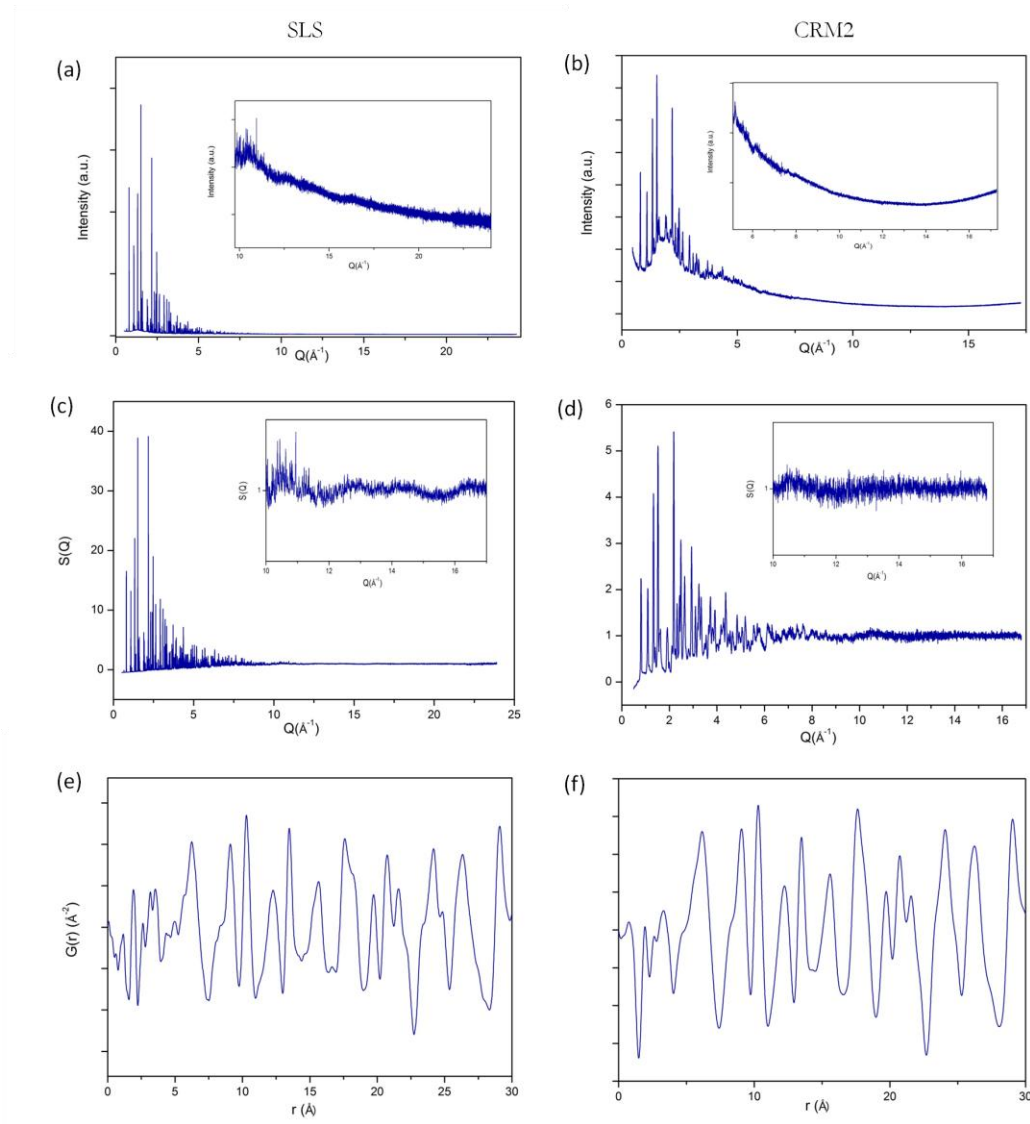 SLS
CRM2
(a)
Intensity (a.u.)
Q(Å⁻¹)
0 5 10 15 20
Intensity (a.u.)
Q(Å⁻¹)
10 15 20
(b)
Intensity (a.u.)
Q(Å⁻¹)
0 5 10 15
Intensity (a.u.)
Q(Å⁻¹)
6 8 10 12 14 16
(c)
S(Q)
40
30
20
10
0
0 5 10 15 20 25
Q(Å⁻¹)
S(Q)
1
10 12 14 16
Q(Å⁻¹)
(d)
6
5
4
3
2
1
0
0 2 4 6 8 10 12 14 16
Q(Å⁻¹)
S(Q)
1
10 12 14 16
Q(Å⁻¹)
(e)
G(r) (Å⁻²)
0 5 10 15 20 25 30
r (Å)
(f)
0 10 20 30
r (Å)